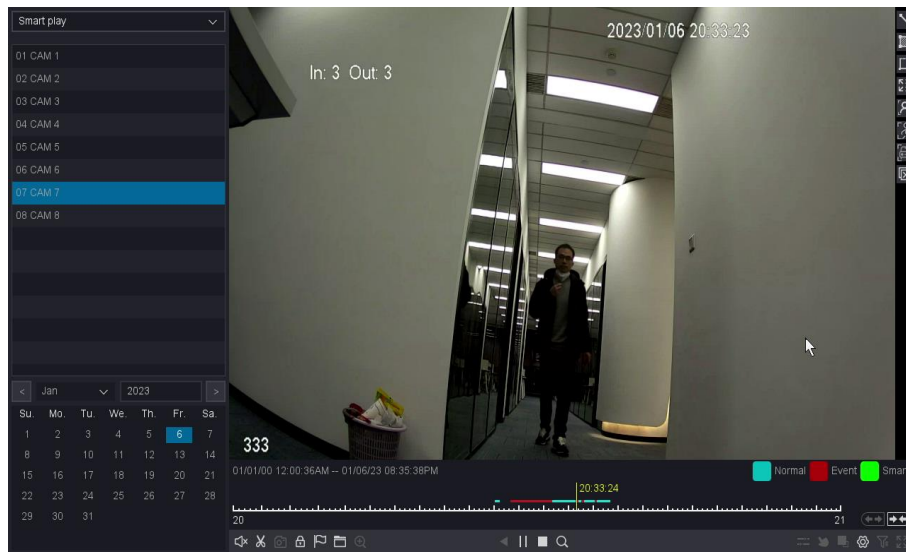 Smart play
01 CAM 1
02 CAM 2
03 CAM 3
04 CAM 4
05 CAM 5
06 CAM 6
07 CAM 7
08 CAM 8
Jan 2023
Su. Mo. Tu. We. Th. Fr. Sa.
1 2 3 4 5 6 7
8 9 10 11 12 13 14
15 16 17 18 19 20 21
22 23 24 25 26 27 28
29 30 31
2023/01/06 20:33:23
In: 3 Out: 3
333
01/01/00 12:00:36AM -- 01/06/23 08:35:38PM
Normal Event Smar
20:33:24
20 21